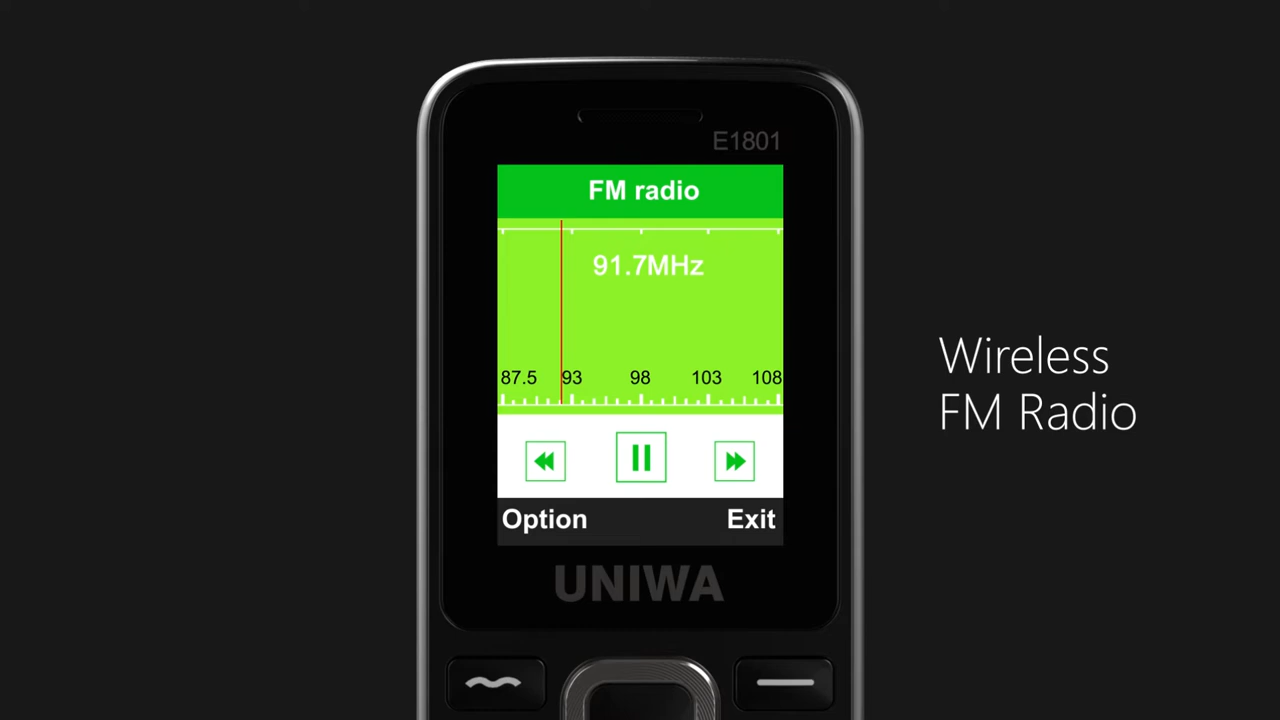 E1801
FM radio
91.7MHz
87.5 93 98 103 108
Option Exit
UNIWA
Wireless
FM Radio